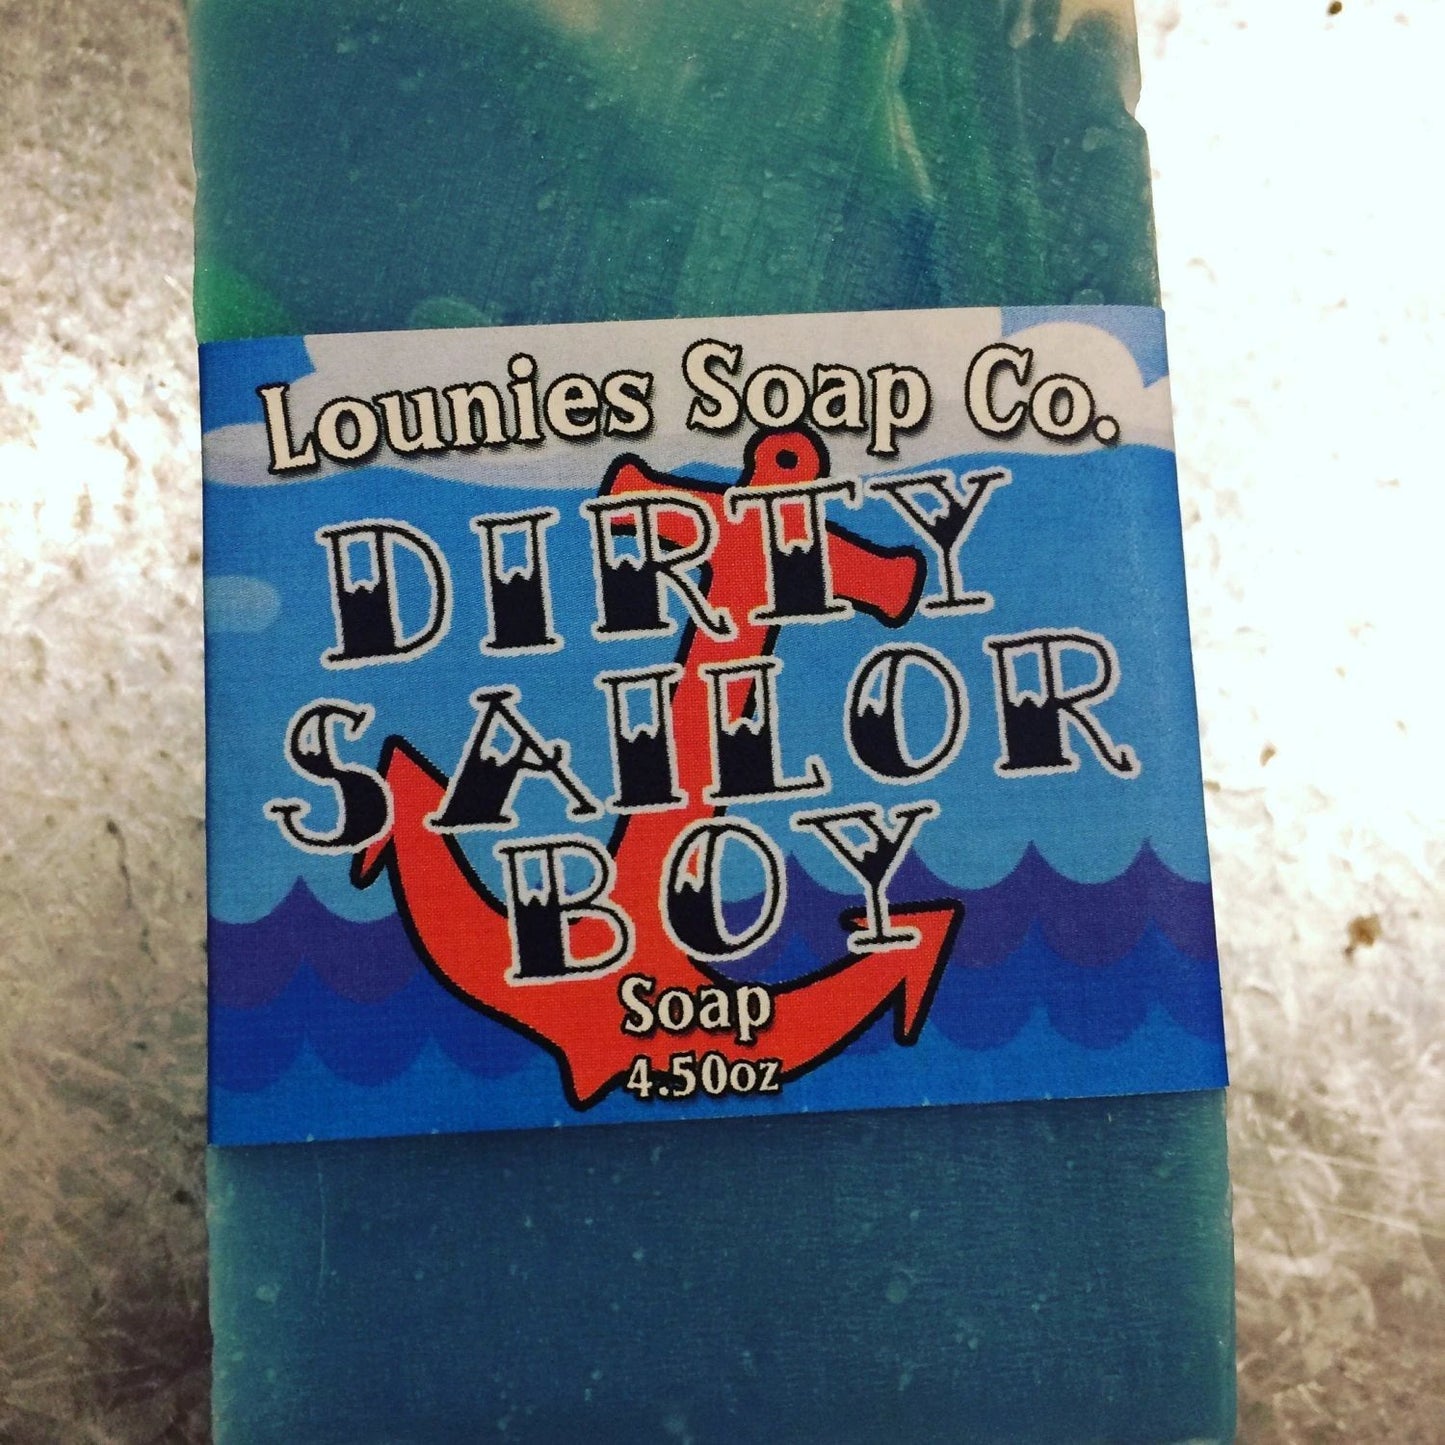 Lounies Soap Co.
DIRTY
SAILOR
BOY
Soap
4.50oz